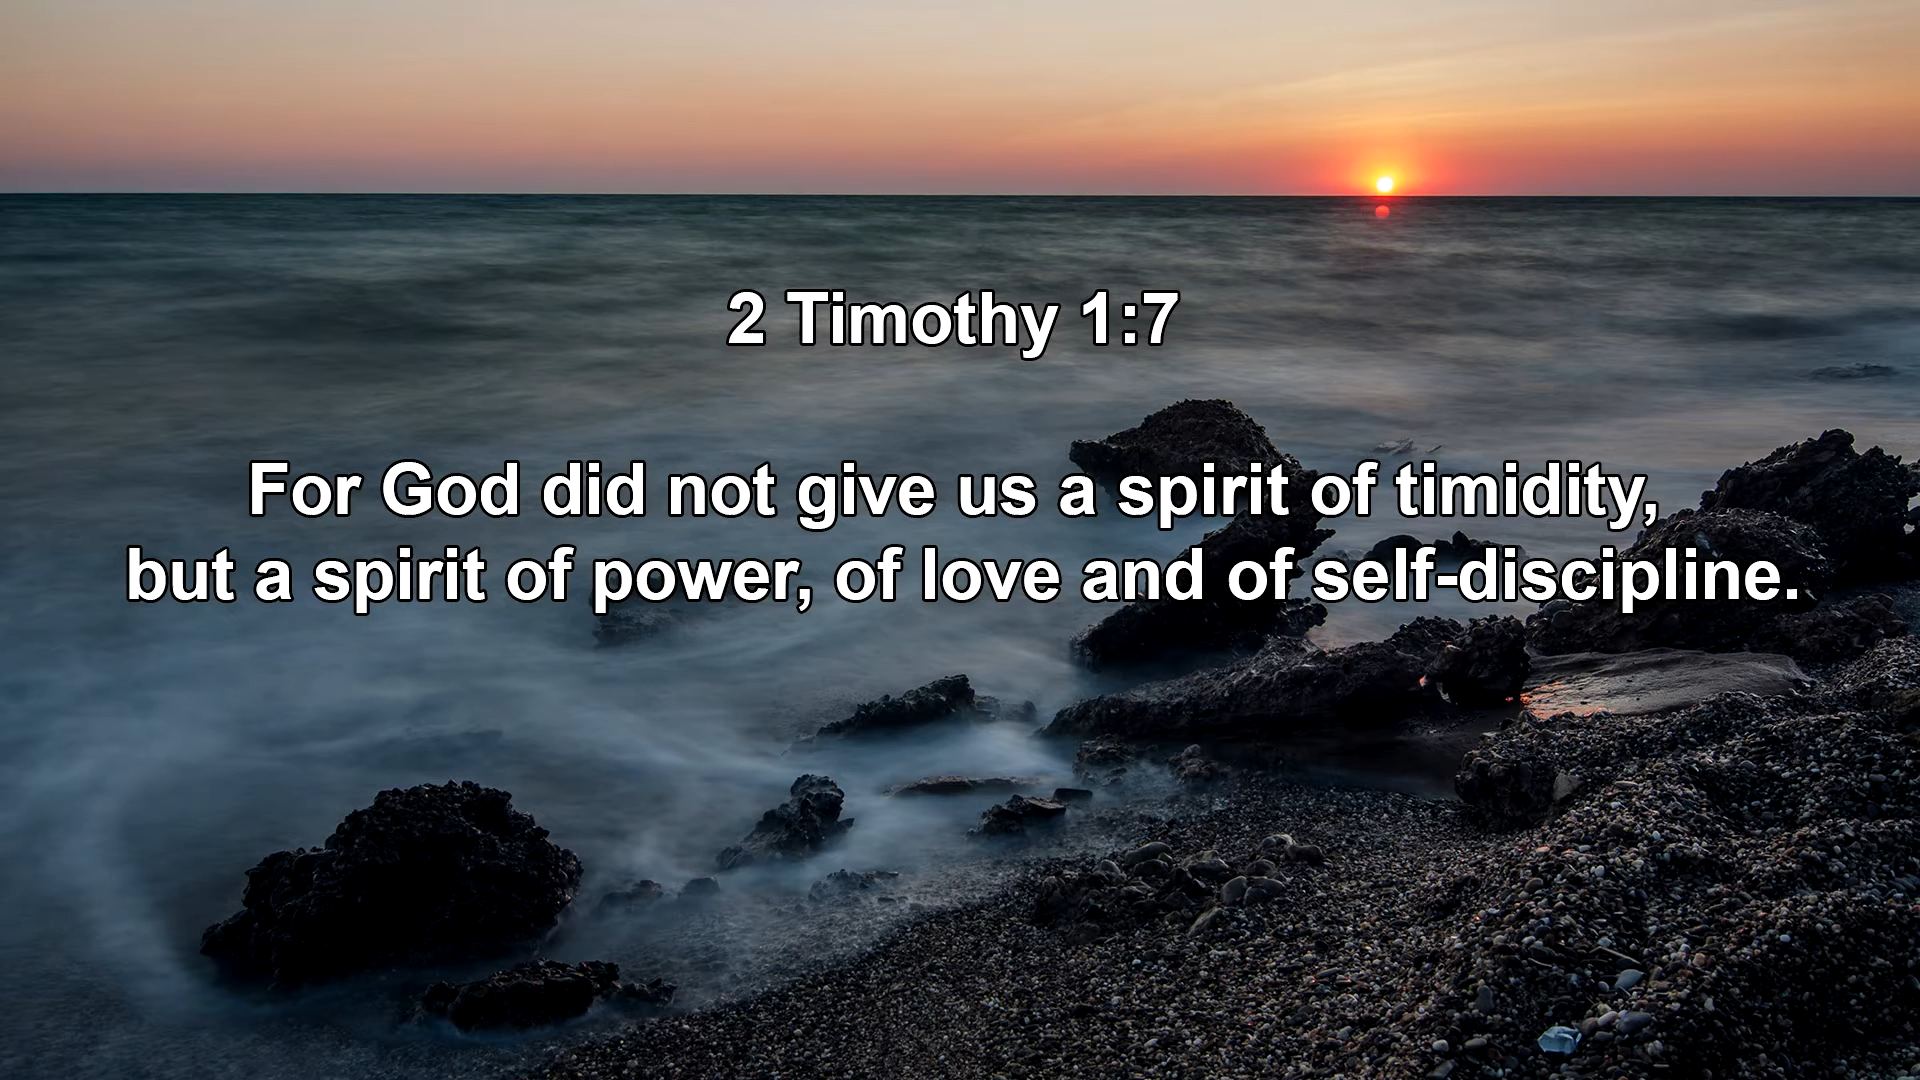 2 Timothy 1:7
For God did not give us a spirit of timidity,
but a spirit of power, of love and of self-discipline.